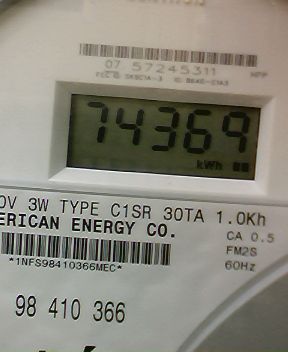 07 57245311
74369
kWh
0V 3W TYPE C1SR 30TA 1.0Kh
ERICAN ENERGY CO.
CA 0.5
FM2S
60Hz
*1NFS98410366MEC*
98 410 366